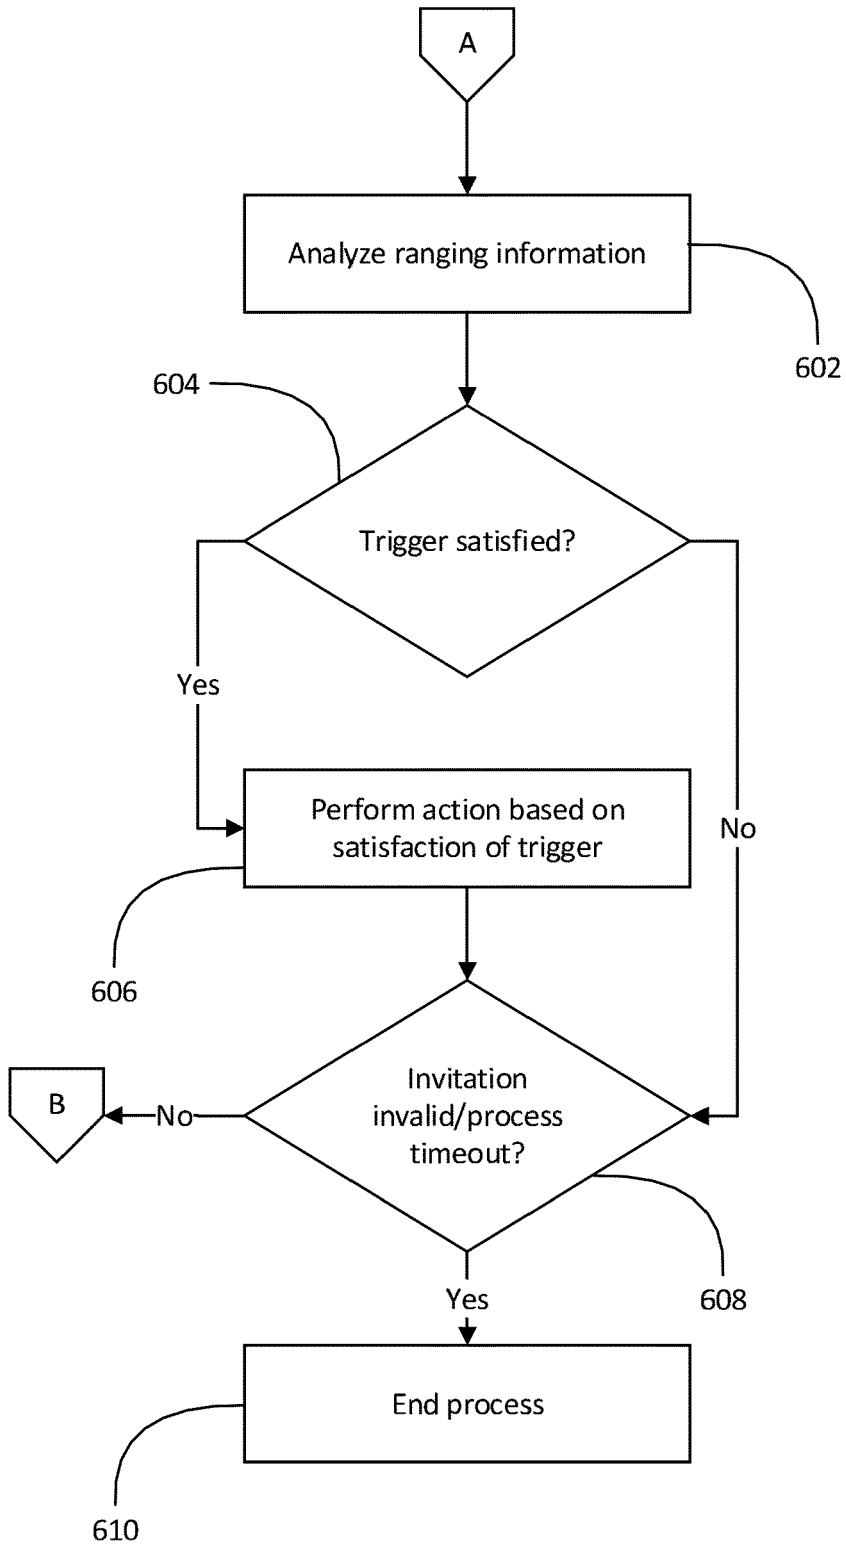 A
Analyze ranging information
602
604
Trigger satisfied?
Yes
Perform action based on
satisfaction of trigger
No
606
Invitation
invalid/process
timeout?
B
No
608
Yes
End process
610